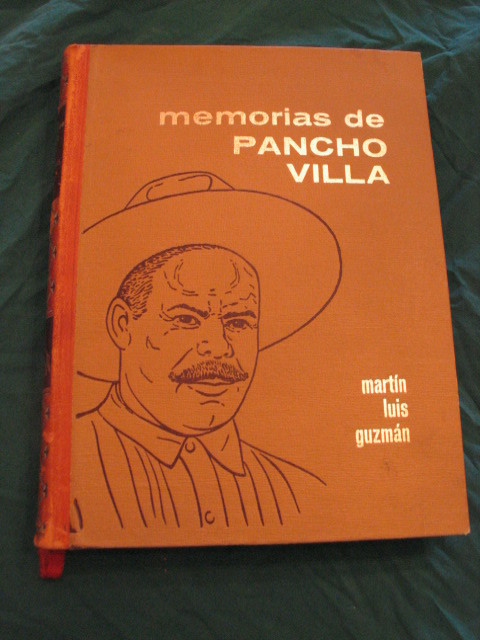 memorias de
PANCHO
VILLA
martín
luis
guzmán